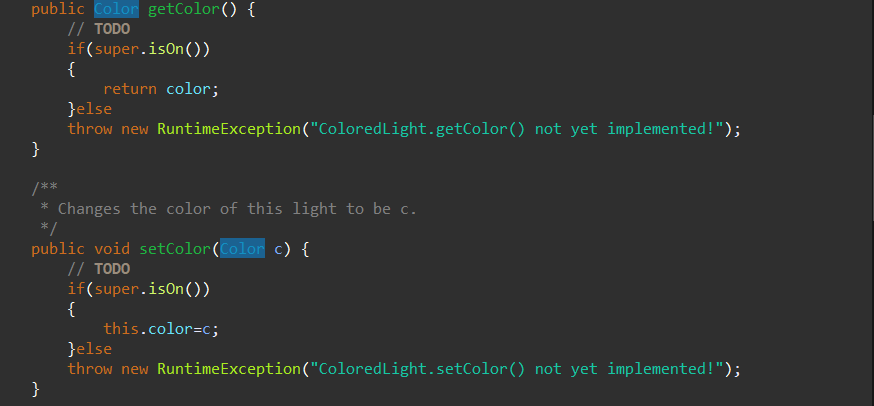 public Color getColor() {
    // TODO
    if(super.isOn())
    {
        return color;
    }else
    throw new RuntimeException("ColoredLight.getColor() not yet implemented!");
}

/**
 * Changes the color of this light to be c.
 */
public void setColor(Color c) {
    // TODO
    if(super.isOn())
    {
        this.color=c;
    }else
    throw new RuntimeException("ColoredLight.setColor() not yet implemented!");
}